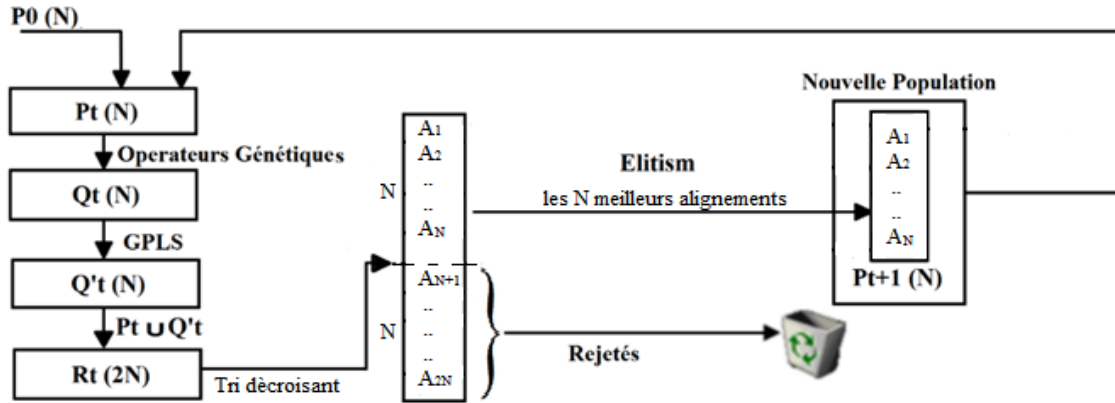 P0 (N)
Pt (N)
Operateurs Génétiques
Qt (N)
GPLS
Q't (N)
Pt ∪ Q't
Rt (2N)
Tri dècroisant
N
N
A1
A2
..
..
AN
AN+1
..
..
..
A2N
Elitism
les N meilleurs alignements
Rejetés
Nouvelle Population
A1
A2
..
..
AN
Pt+1 (N)